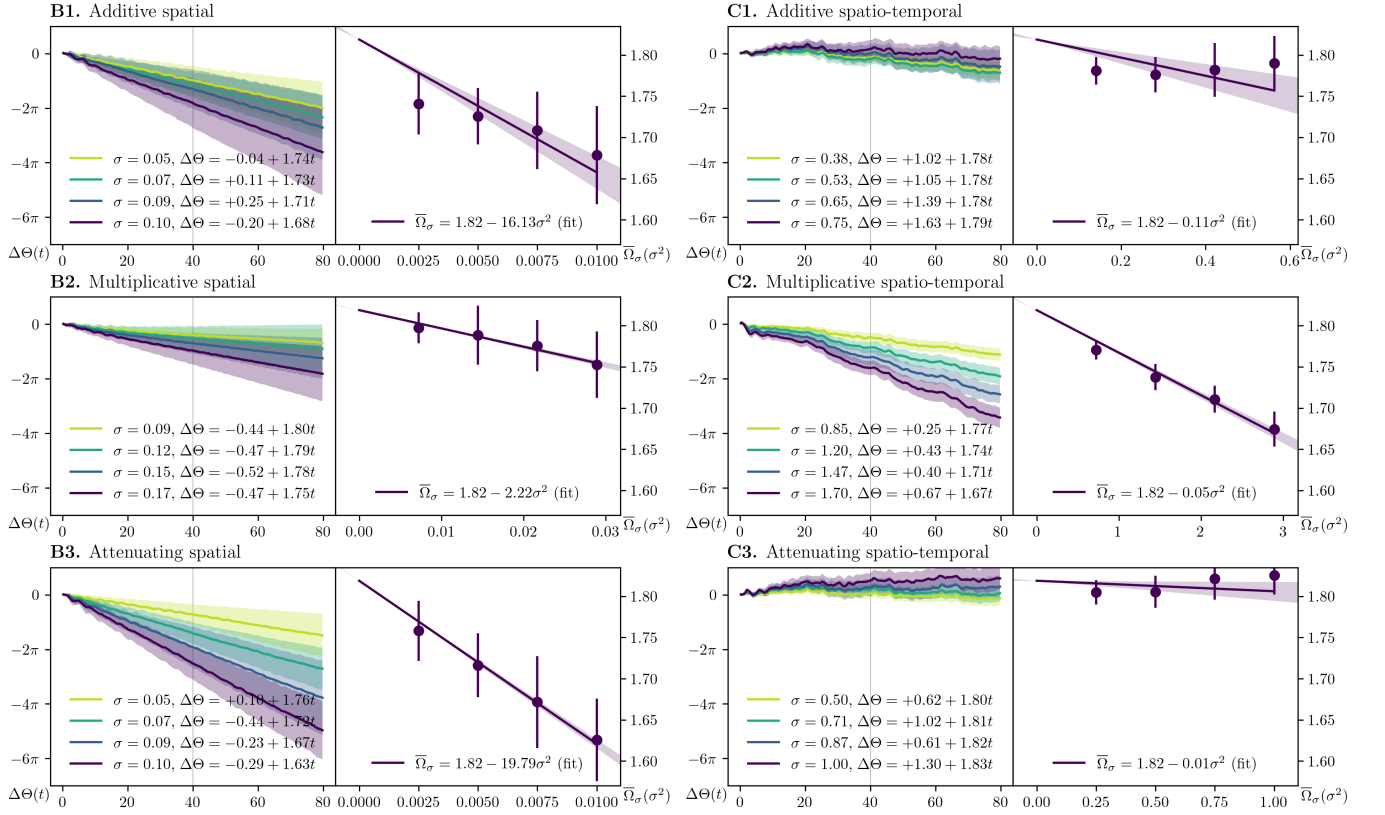 B1. Additive spatial
0
−2π
−4π
−6π
σ = 0.05, ΔΘ = −0.04 + 1.74t
σ = 0.07, ΔΘ = +0.11 + 1.73t
σ = 0.09, ΔΘ = +0.25 + 1.71t
σ = 0.10, ΔΘ = −0.20 + 1.68t
Ω̅σ = 1.82 − 16.13σ² (fit)
1.80
1.75
1.70
1.65
1.60
ΔΘ(t)
0 20 40 60 80
0.0000 0.0025 0.0050 0.0075 0.0100
Ω̅σ(σ²)
C1. Additive spatio-temporal
0
−2π
−4π
−6π
σ = 0.38, ΔΘ = +1.02 + 1.78t
σ = 0.53, ΔΘ = +1.05 + 1.78t
σ = 0.65, ΔΘ = +1.39 + 1.78t
σ = 0.75, ΔΘ = +1.63 + 1.79t
Ω̅σ = 1.82 − 0.11σ² (fit)
1.80
1.75
1.70
1.65
1.60
ΔΘ(t)
0 20 40 60 80
0.0 0.2 0.4 0.6
Ω̅σ(σ²)
B2. Multiplicative spatial
0
−2π
−4π
−6π
σ = 0.09, ΔΘ = −0.44 + 1.80t
σ = 0.12, ΔΘ = −0.47 + 1.79t
σ = 0.15, ΔΘ = −0.52 + 1.78t
σ = 0.17, ΔΘ = −0.47 + 1.75t
Ω̅σ = 1.82 − 2.22σ² (fit)
1.80
1.75
1.70
1.65
1.60
ΔΘ(t)
0 20 40 60 80
0.00 0.01 0.02 0.03
Ω̅σ(σ²)
C2. Multiplicative spatio-temporal
0
−2π
−4π
−6π
σ = 0.85, ΔΘ = +0.25 + 1.77t
σ = 1.20, ΔΘ = +0.43 + 1.74t
σ = 1.47, ΔΘ = +0.40 + 1.71t
σ = 1.70, ΔΘ = +0.67 + 1.67t
Ω̅σ = 1.82 − 0.05σ² (fit)
1.80
1.75
1.70
1.65
1.60
ΔΘ(t)
0 20 40 60 80
0 1 2 3
Ω̅σ(σ²)
B3. Attenuating spatial
0
−2π
−4π
−6π
σ = 0.05, ΔΘ = +0.10 + 1.76t
σ = 0.07, ΔΘ = −0.44 + 1.72t
σ = 0.09, ΔΘ = −0.23 + 1.67t
σ = 0.10, ΔΘ = −0.29 + 1.63t
Ω̅σ = 1.82 − 19.79σ² (fit)
1.80
1.75
1.70
1.65
1.60
ΔΘ(t)
0 20 40 60 80
0.0000 0.0025 0.0050 0.0075 0.0100
Ω̅σ(σ²)
C3. Attenuating spatio-temporal
0
−2π
−4π
−6π
σ = 0.50, ΔΘ = +0.62 + 1.80t
σ = 0.71, ΔΘ = +1.02 + 1.81t
σ = 0.87, ΔΘ = +0.61 + 1.82t
σ = 1.00, ΔΘ = +1.30 + 1.83t
Ω̅σ = 1.82 − 0.01σ² (fit)
1.80
1.75
1.70
1.65
1.60
ΔΘ(t)
0 20 40 60 80
0.00 0.25 0.50 0.75 1.00
Ω̅σ(σ²)